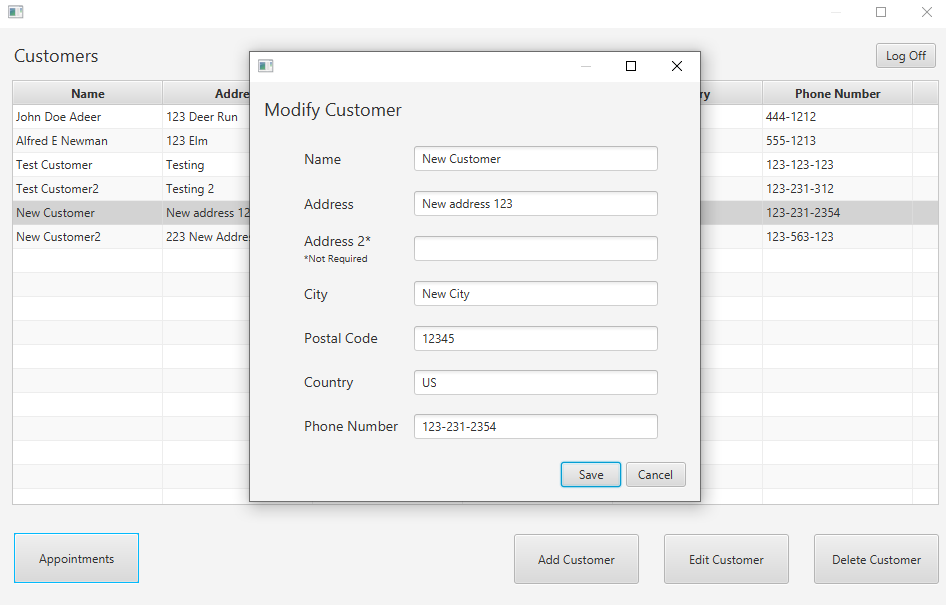 Customers
Log Off
Name Addre ry Phone Number
John Doe Adeer 123 Deer Run 444-1212
Alfred E Newman 123 Elm 555-1213
Test Customer Testing 123-123-123
Test Customer2 Testing 2 123-231-312
New Customer New address 12 123-231-2354
New Customer2 223 New Addre 123-563-123
Modify Customer
Name New Customer
Address New address 123
Address 2*
*Not Required
City New City
Postal Code 12345
Country US
Phone Number 123-231-2354
Save Cancel
Appointments Add Customer Edit Customer Delete Customer